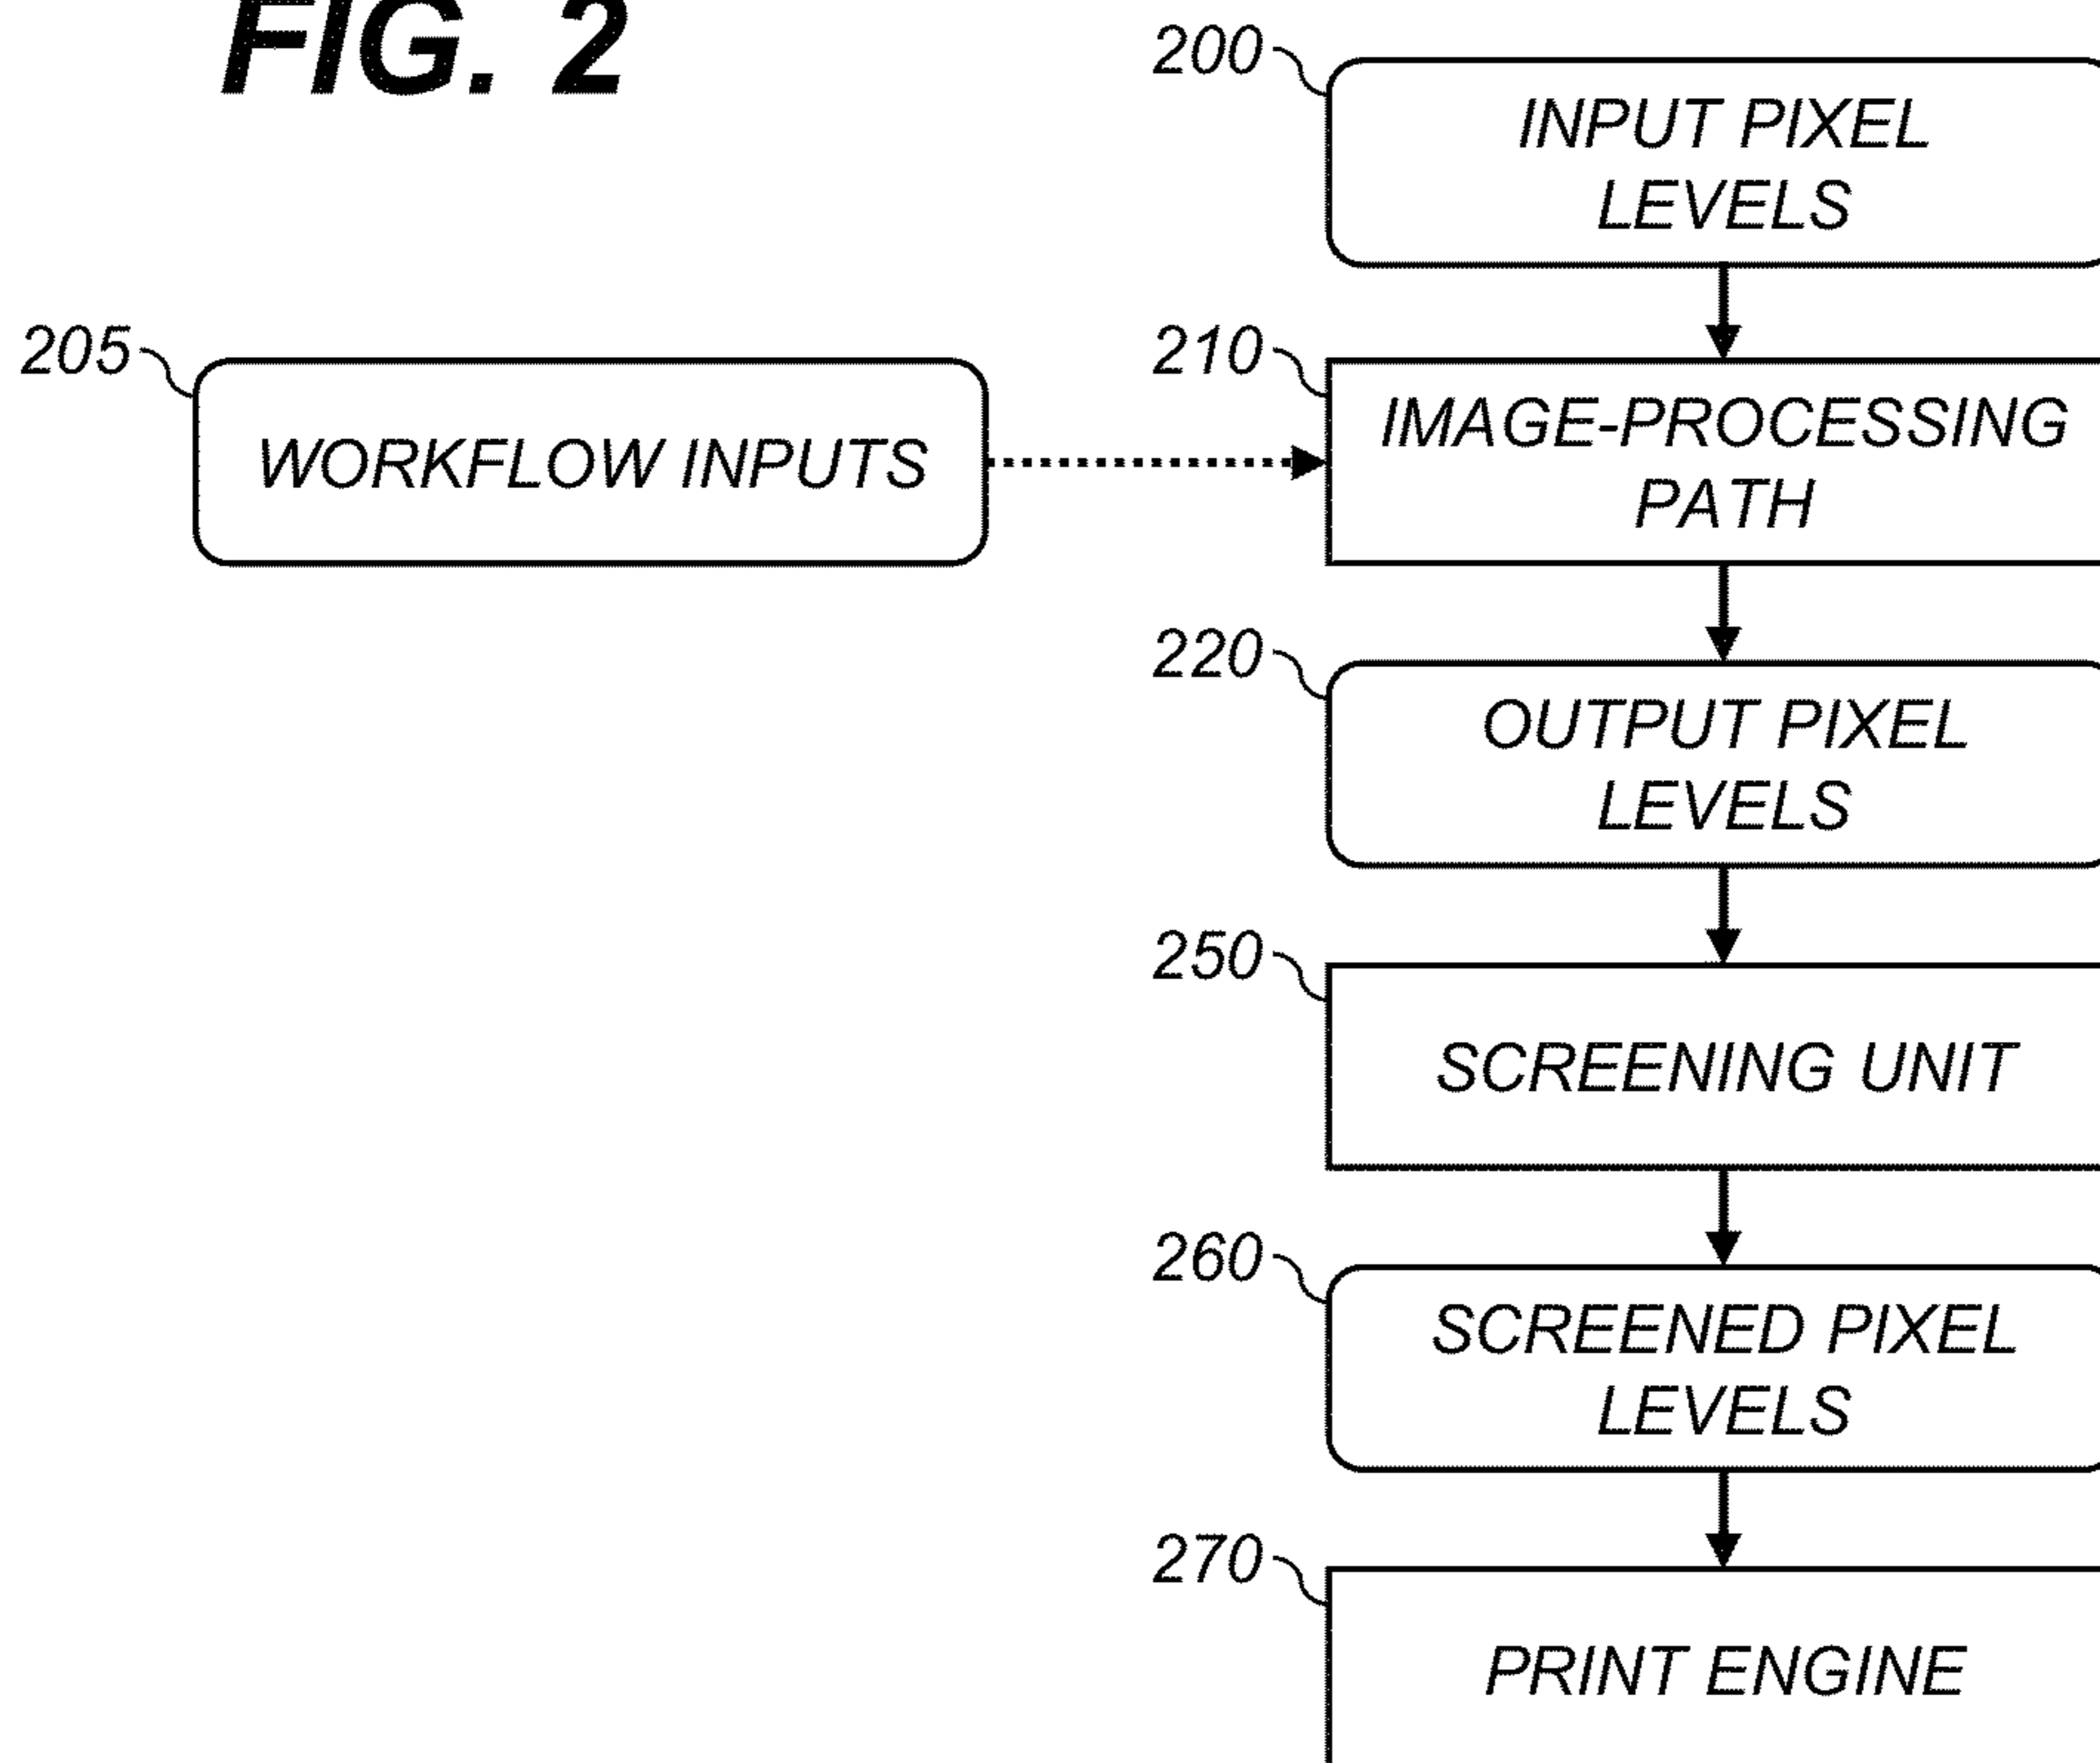 FIG. 2
200
INPUT PIXEL
LEVELS
205
WORKFLOW INPUTS
210
IMAGE-PROCESSING
PATH
220
OUTPUT PIXEL
LEVELS
250
SCREENING UNIT
260
SCREENED PIXEL
LEVELS
270
PRINT ENGINE